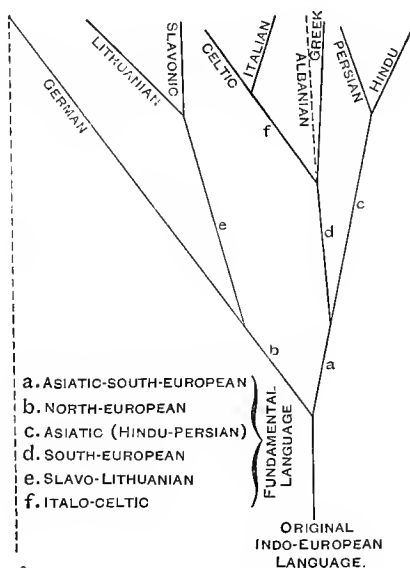 LITHUANIAN
SLAVONIC
CELTIC
ITALIAN
ALBANIAN
GREEK
PERSIAN
HINDU
GERMAN
f
c
e
d
b
a
a. ASIATIC-SOUTH-EUROPEAN
b. NORTH-EUROPEAN
c. ASIATIC (HINDU-PERSIAN)
d. SOUTH-EUROPEAN
e. SLAVO-LITHUANIAN
f. ITALO-CELTIC
FUNDAMENTAL
LANGUAGE
ORIGINAL
INDO-EUROPEAN
LANGUAGE.